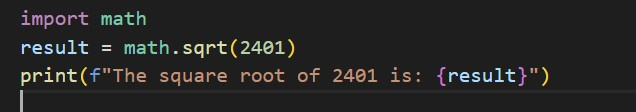 import math
result = math.sqrt(2401)
print(f"The square root of 2401 is: {result}")